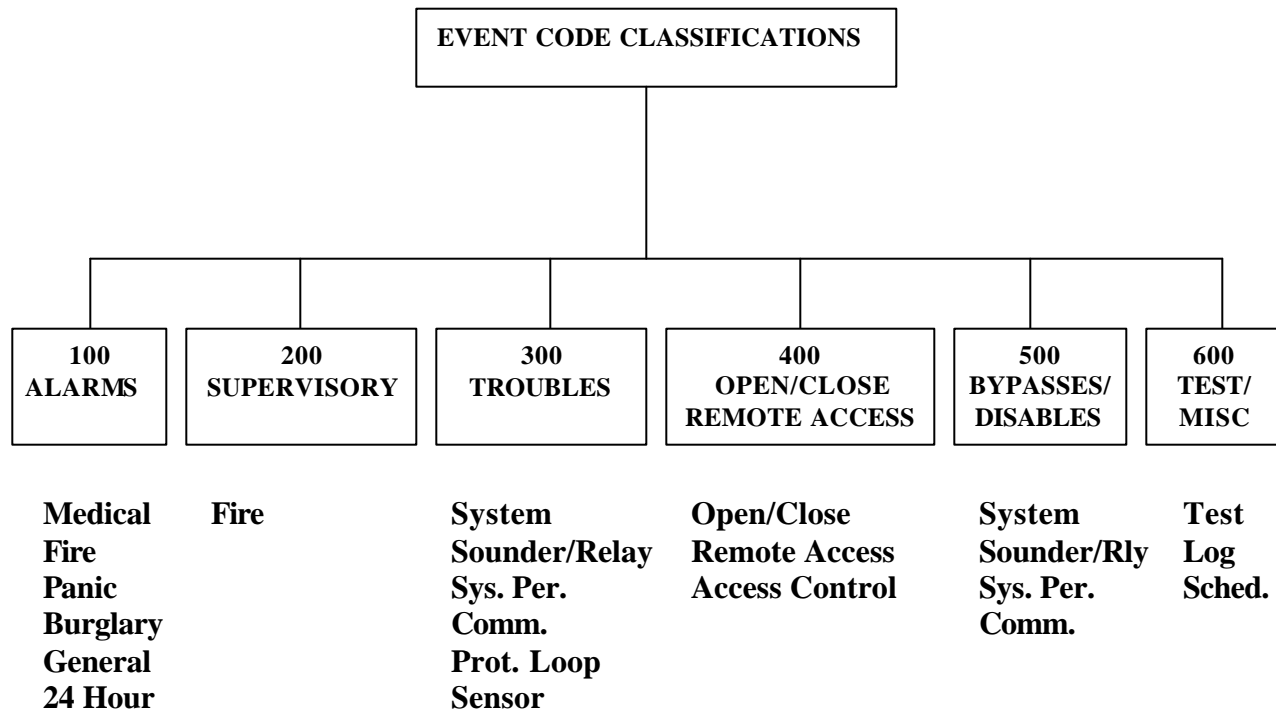 EVENT CODE CLASSIFICATIONS
100
ALARMS
200
SUPERVISORY
300
TROUBLES
400
OPEN/CLOSE
REMOTE ACCESS
500
BYPASSES/
DISABLES
600
TEST/
MISC
Medical
Fire
Panic
Burglary
General
24 Hour
Fire
System
Sounder/Relay
Sys. Per.
Comm.
Prot. Loop
Sensor
Open/Close
Remote Access
Access Control
System
Sounder/Rly
Sys. Per.
Comm.
Test
Log
Sched.